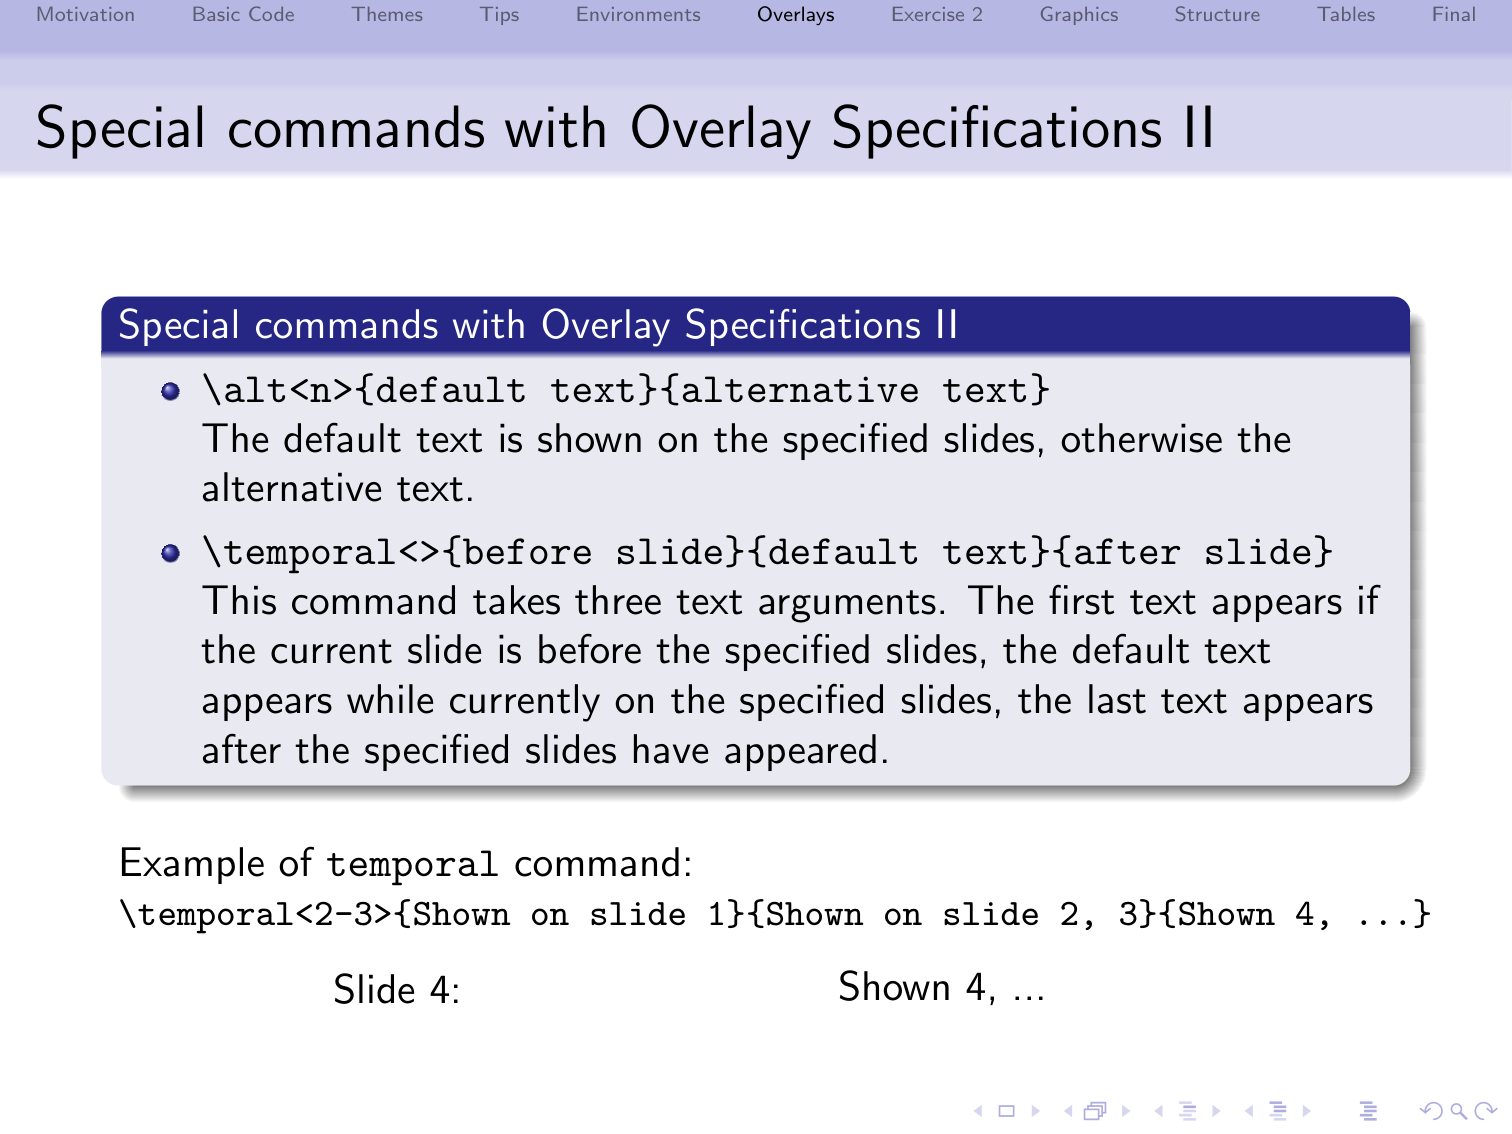 Motivation Basic Code Themes Tips Environments Overlays Exercise 2 Graphics Structure Tables Final
Special commands with Overlay Specifications II
Special commands with Overlay Specifications II
\alt<n>{default text}{alternative text}
The default text is shown on the specified slides, otherwise the
alternative text.
\temporal<>{before slide}{default text}{after slide}
This command takes three text arguments. The first text appears if
the current slide is before the specified slides, the default text
appears while currently on the specified slides, the last text appears
after the specified slides have appeared.
Example of temporal command:
\temporal<2-3>{Shown on slide 1}{Shown on slide 2, 3}{Shown 4, ...}
Slide 4: Shown 4, ...